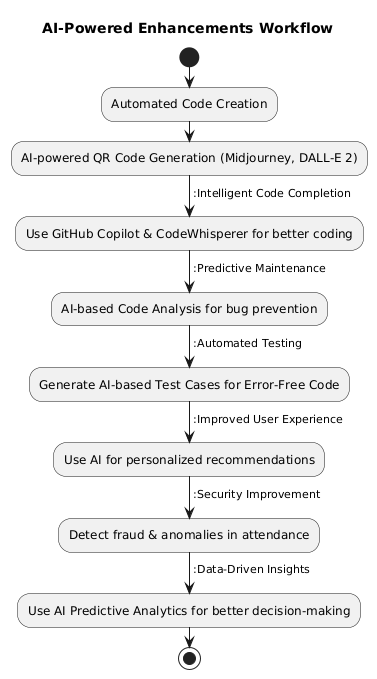 AI-Powered Enhancements Workflow
Automated Code Creation
AI-powered QR Code Generation (Midjourney, DALL-E 2)
:Intelligent Code Completion
Use GitHub Copilot & CodeWhisperer for better coding
:Predictive Maintenance
AI-based Code Analysis for bug prevention
:Automated Testing
Generate AI-based Test Cases for Error-Free Code
:Improved User Experience
Use AI for personalized recommendations
:Security Improvement
Detect fraud & anomalies in attendance
:Data-Driven Insights
Use AI Predictive Analytics for better decision-making